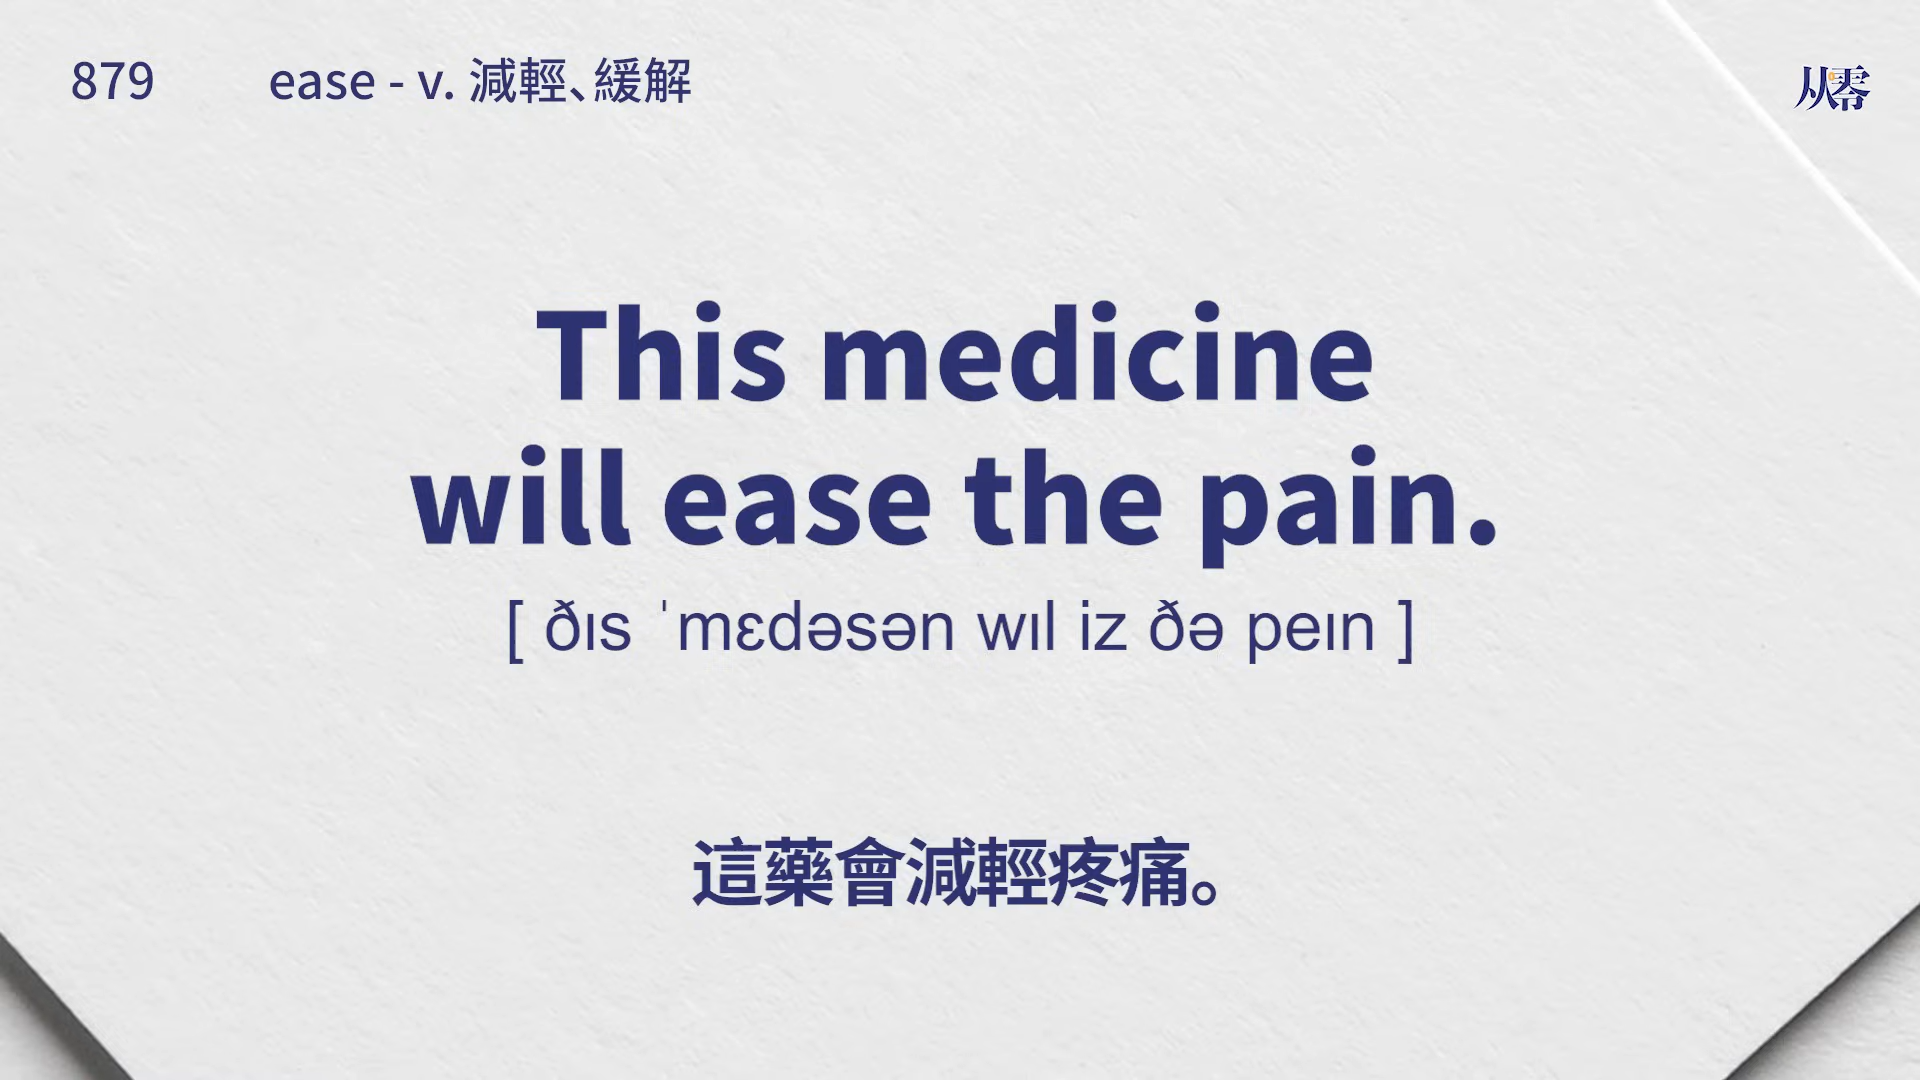 879
ease - v. 減輕、緩解
从零
This medicine
will ease the pain.
[ ðɪs ˈmɛdəsən wɪl iz ðə peɪn ]
這藥會減輕疼痛。